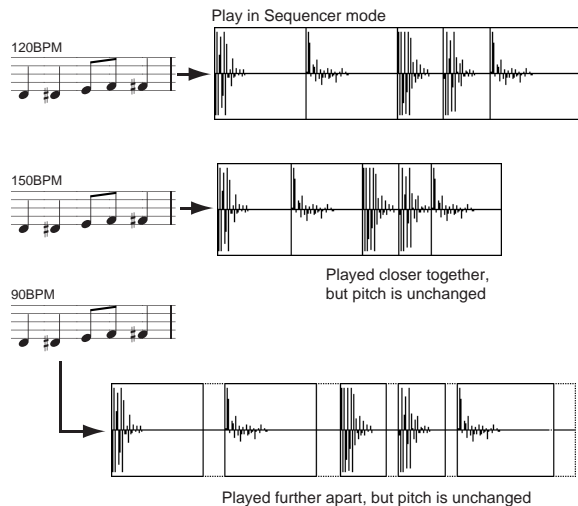 Play in Sequencer mode
120BPM
150BPM
Played closer together,
but pitch is unchanged
90BPM
Played further apart, but pitch is unchanged